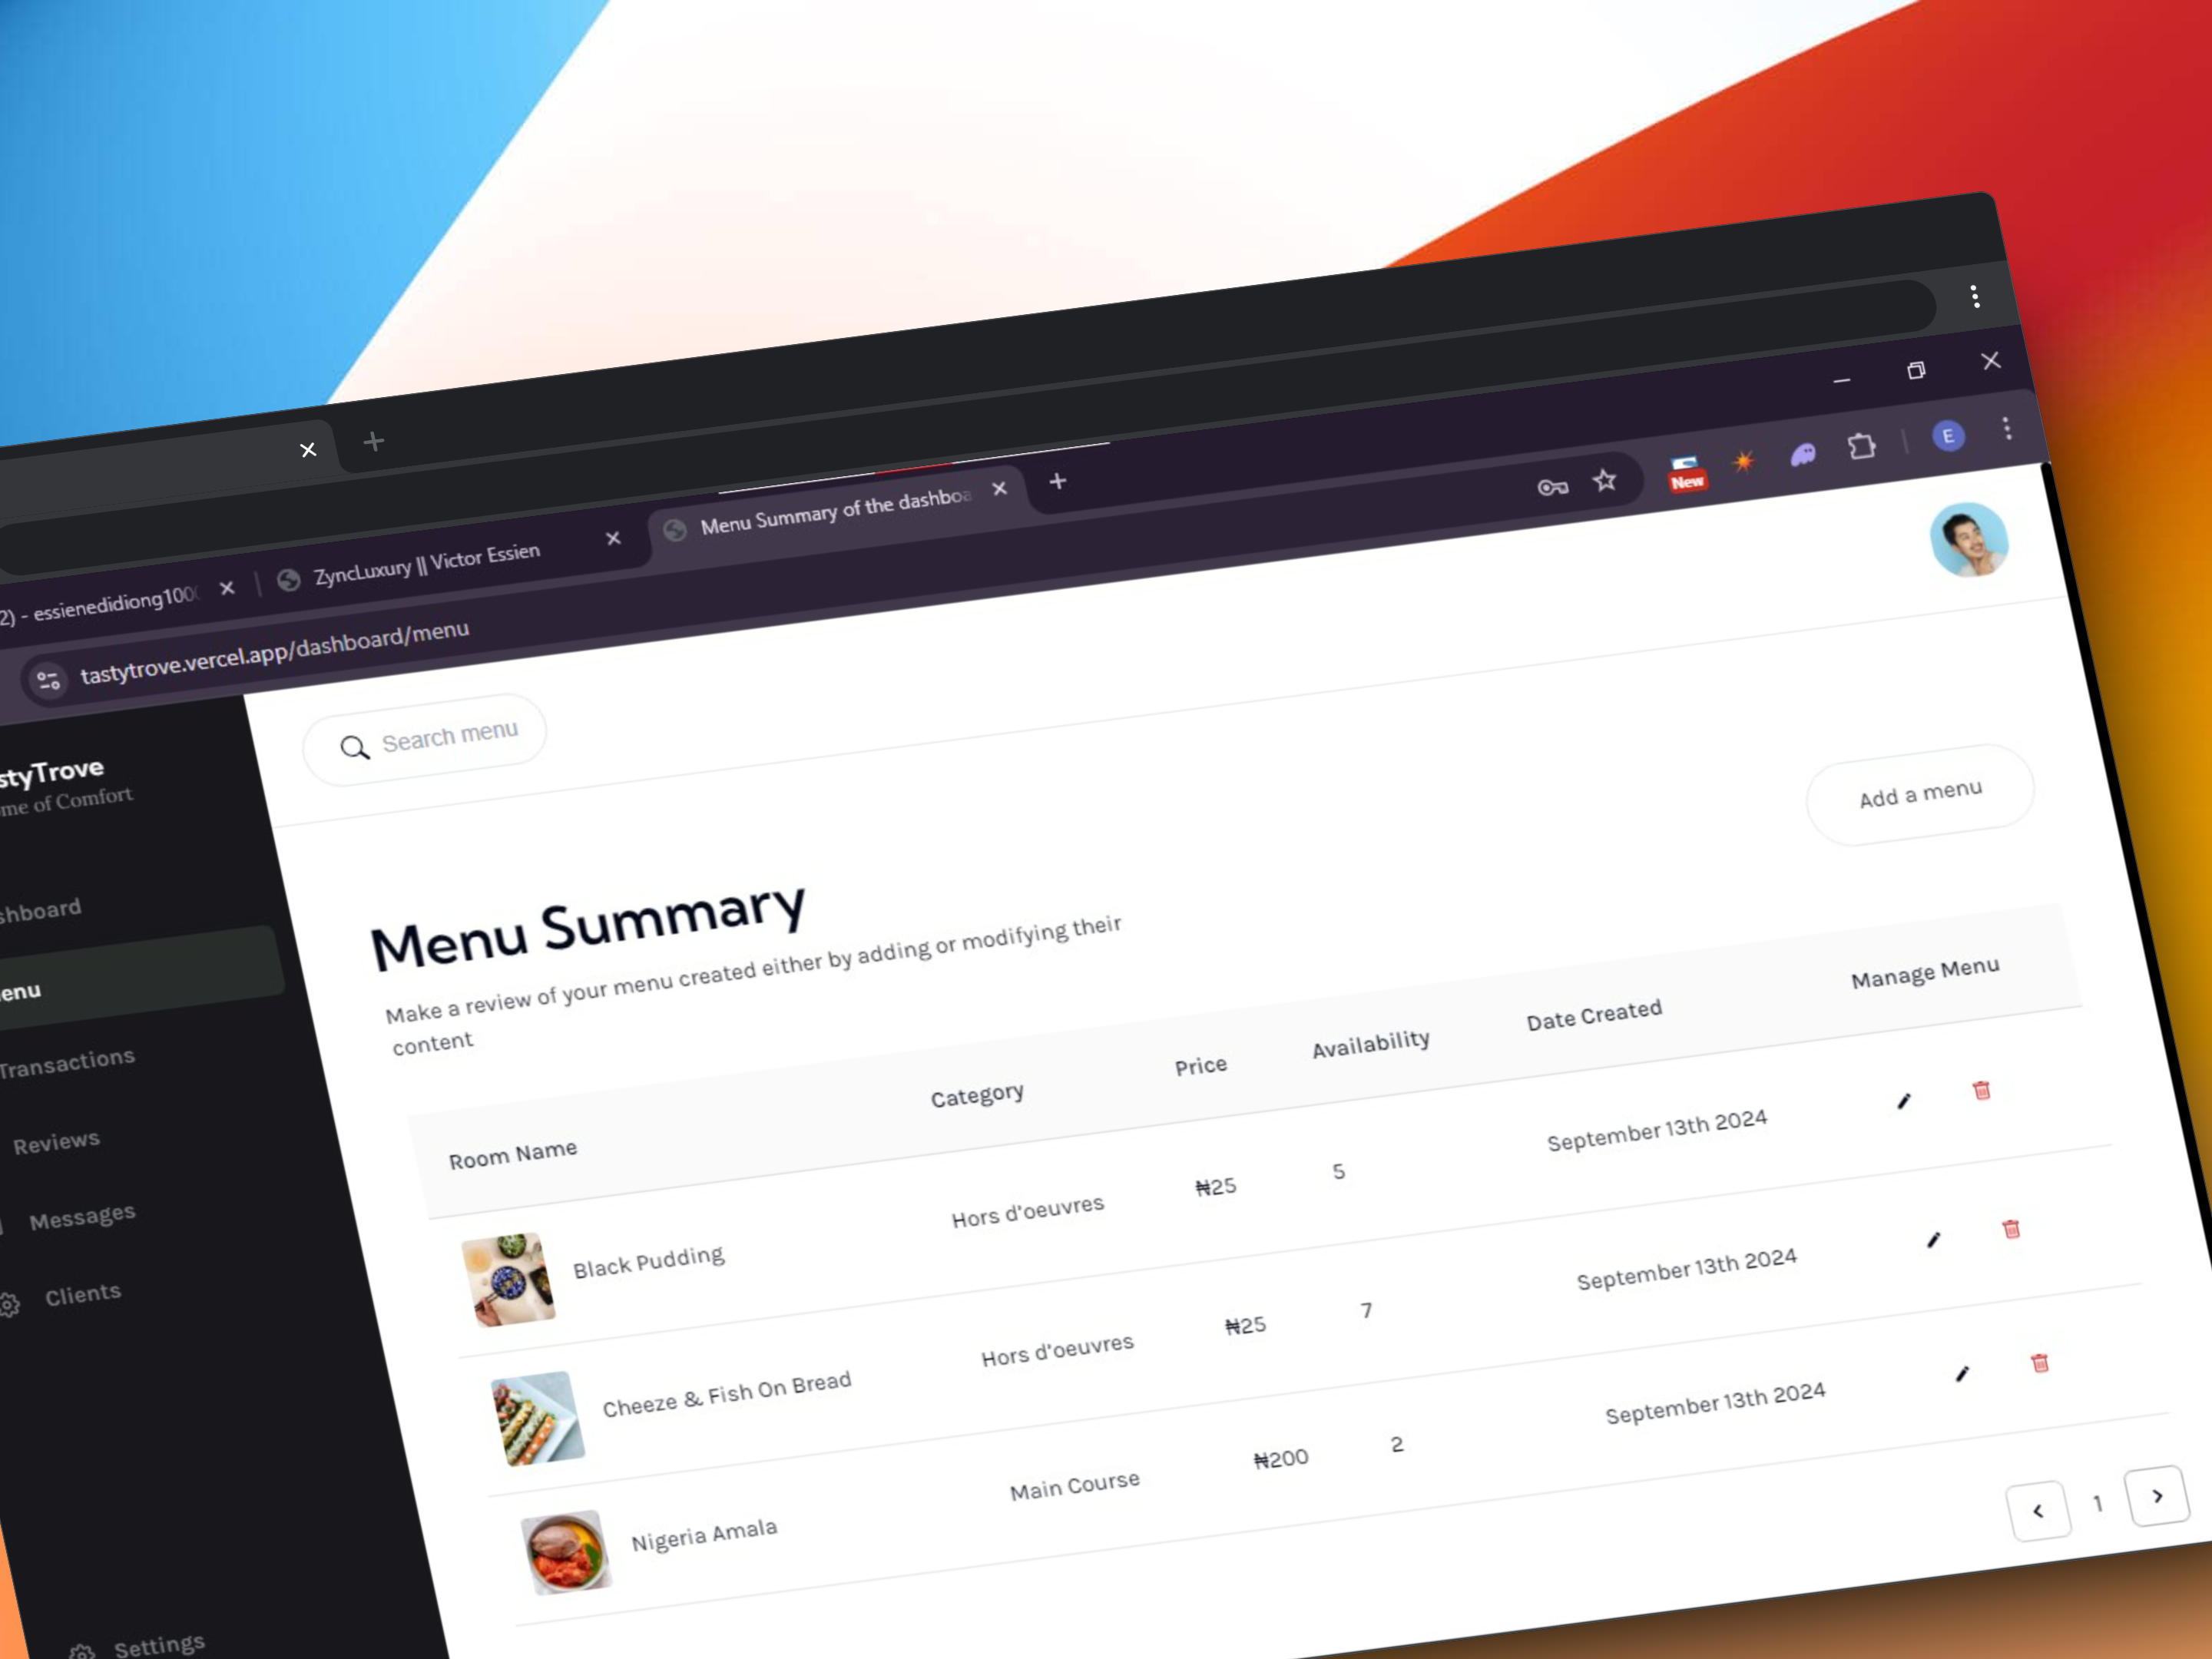 2) - essienedidiong100
ZyncLuxury || Victor Essien
Menu Summary of the dashboa
tastytrove.vercel.app/dashboard/menu
New
E
styTrove
me of Comfort
shboard
enu
Transactions
Reviews
Messages
Clients
Settings
Search menu
Add a menu
Menu Summary
Make a review of your menu created either by adding or modifying their
content
Room Name Category Price Availability Date Created Manage Menu
Black Pudding Hors d'oeuvres ₦25 5 September 13th 2024
Cheeze & Fish On Bread Hors d'oeuvres ₦25 7 September 13th 2024
Nigeria Amala Main Course ₦200 2 September 13th 2024
1